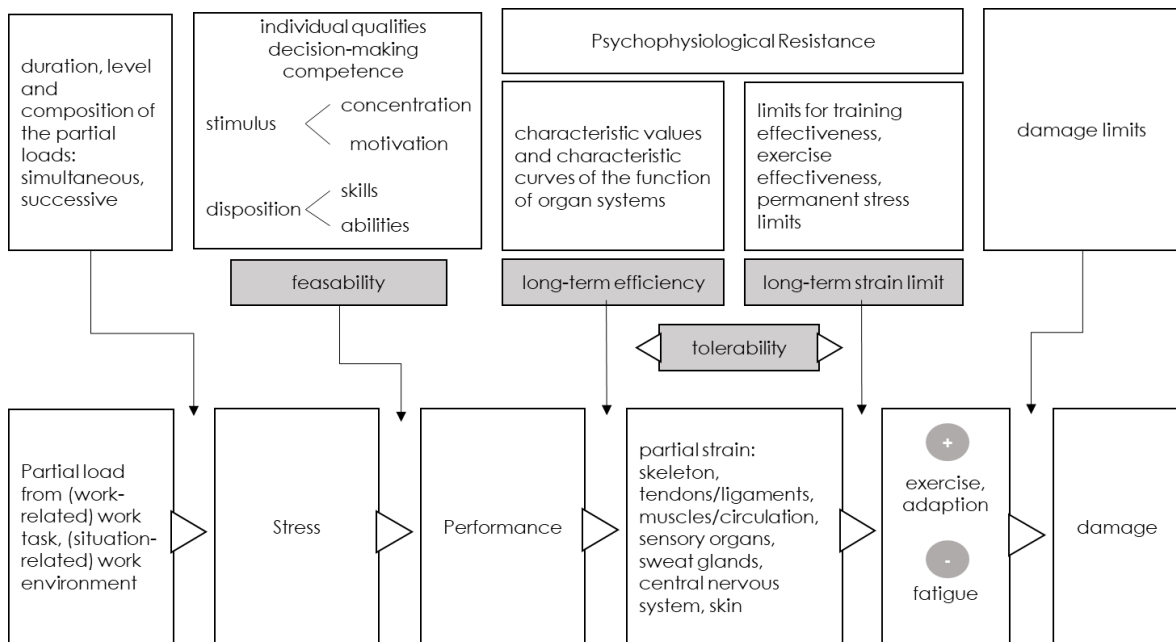 duration, level
and
composition of
the partial
loads:
simultaneous,
successive
individual qualities
decision-making
competence
stimulus
concentration
motivation
disposition
skills
abilities
Psychophysiological Resistance
characteristic values
and characteristic
curves of the function
of organ systems
limits for training
effectiveness,
exercise
effectiveness,
permanent stress
limits
damage limits
feasability
long-term efficiency
long-term strain limit
tolerability
Partial load
from (work-
related) work
task, (situation-
related) work
environment
Stress
Performance
partial strain:
skeleton,
tendons/ligaments,
muscles/circulation,
sensory organs,
sweat glands,
central nervous
system, skin
+
exercise,
adaption
-
fatigue
damage